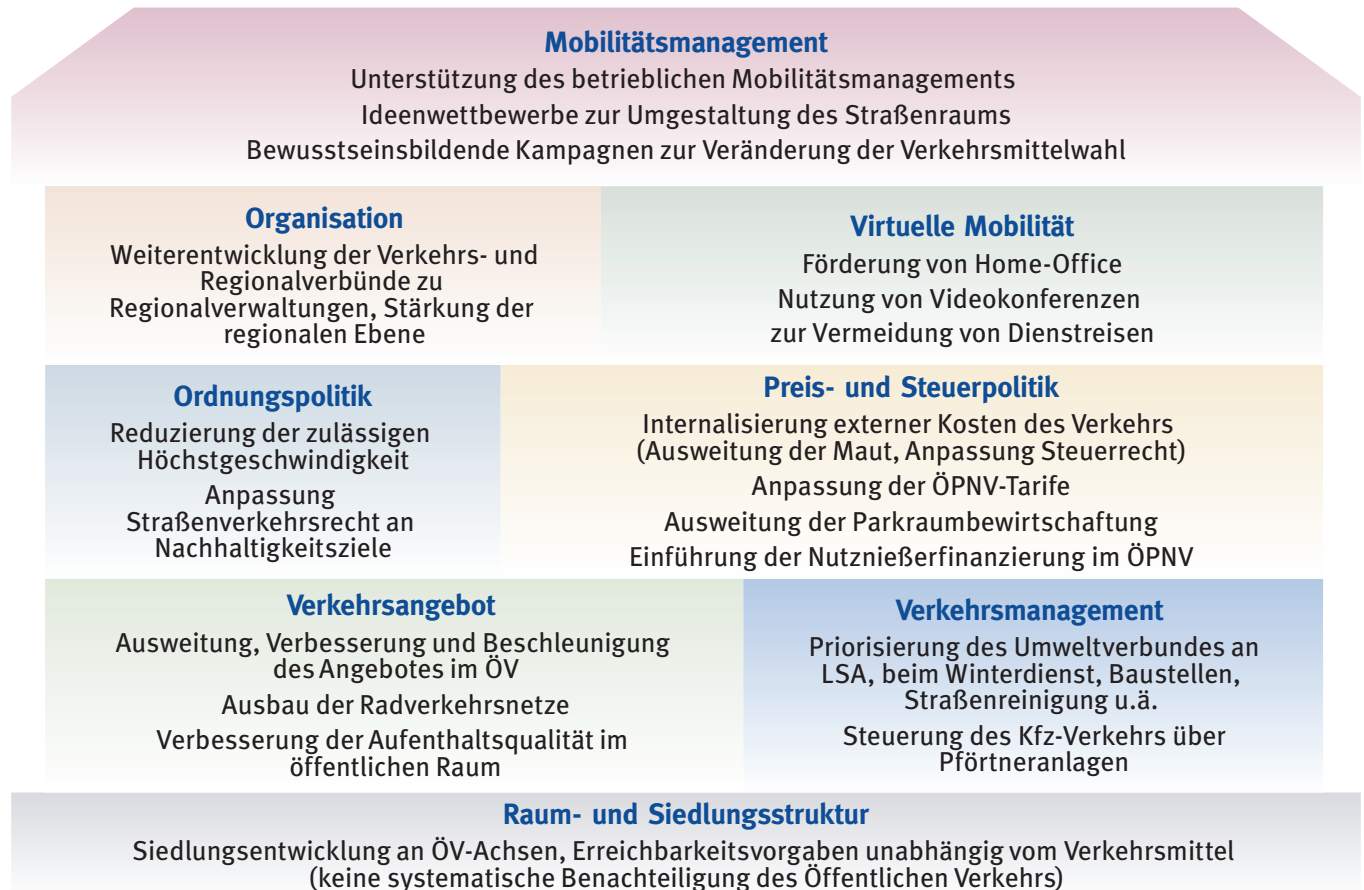 Mobilitätsmanagement
Unterstützung des betrieblichen Mobilitätsmanagements
Ideenwettbewerbe zur Umgestaltung des Straßenraums
Bewusstseinsbildende Kampagnen zur Veränderung der Verkehrsmittelwahl
Organisation
Weiterentwicklung der Verkehrs- und
Regionalverbünde zu
Regionalverwaltungen, Stärkung der
regionalen Ebene
Virtuelle Mobilität
Förderung von Home-Office
Nutzung von Videokonferenzen
zur Vermeidung von Dienstreisen
Ordnungspolitik
Reduzierung der zulässigen
Höchstgeschwindigkeit
Anpassung
Straßenverkehrsrecht an
Nachhaltigkeitsziele
Preis- und Steuerpolitik
Internalisierung externer Kosten des Verkehrs
(Ausweitung der Maut, Anpassung Steuerrecht)
Anpassung der ÖPNV-Tarife
Ausweitung der Parkraumbewirtschaftung
Einführung der Nutznießerfinanzierung im ÖPNV
Verkehrsangebot
Ausweitung, Verbesserung und Beschleunigung
des Angebotes im ÖV
Ausbau der Radverkehrsnetze
Verbesserung der Aufenthaltsqualität im
öffentlichen Raum
Verkehrsmanagement
Priorisierung des Umweltverbundes an
LSA, beim Winterdienst, Baustellen,
Straßenreinigung u.ä.
Steuerung des Kfz-Verkehrs über
Pförtneranlagen
Raum- und Siedlungsstruktur
Siedlungsentwicklung an ÖV-Achsen, Erreichbarkeitsvorgaben unabhängig vom Verkehrsmittel
(keine systematische Benachteiligung des Öffentlichen Verkehrs)